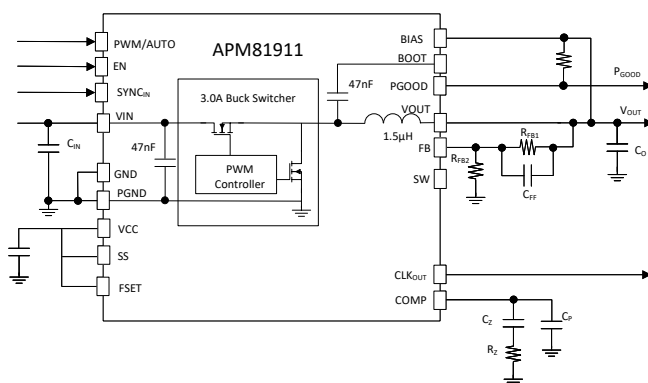 APM81911
PWM/AUTO
EN
SYNCIN
VIN
GND
PGND
VCC
SS
FSET
CIN
47nF
3.0A Buck Switcher
PWM
Controller
47nF
1.5µH
BIAS
BOOT
PGOOD
VOUT
FB
SW
CLKOUT
COMP
PGOOD
VOUT
RFB1
RFB2
CFF
CO
CZ
CP
RZ